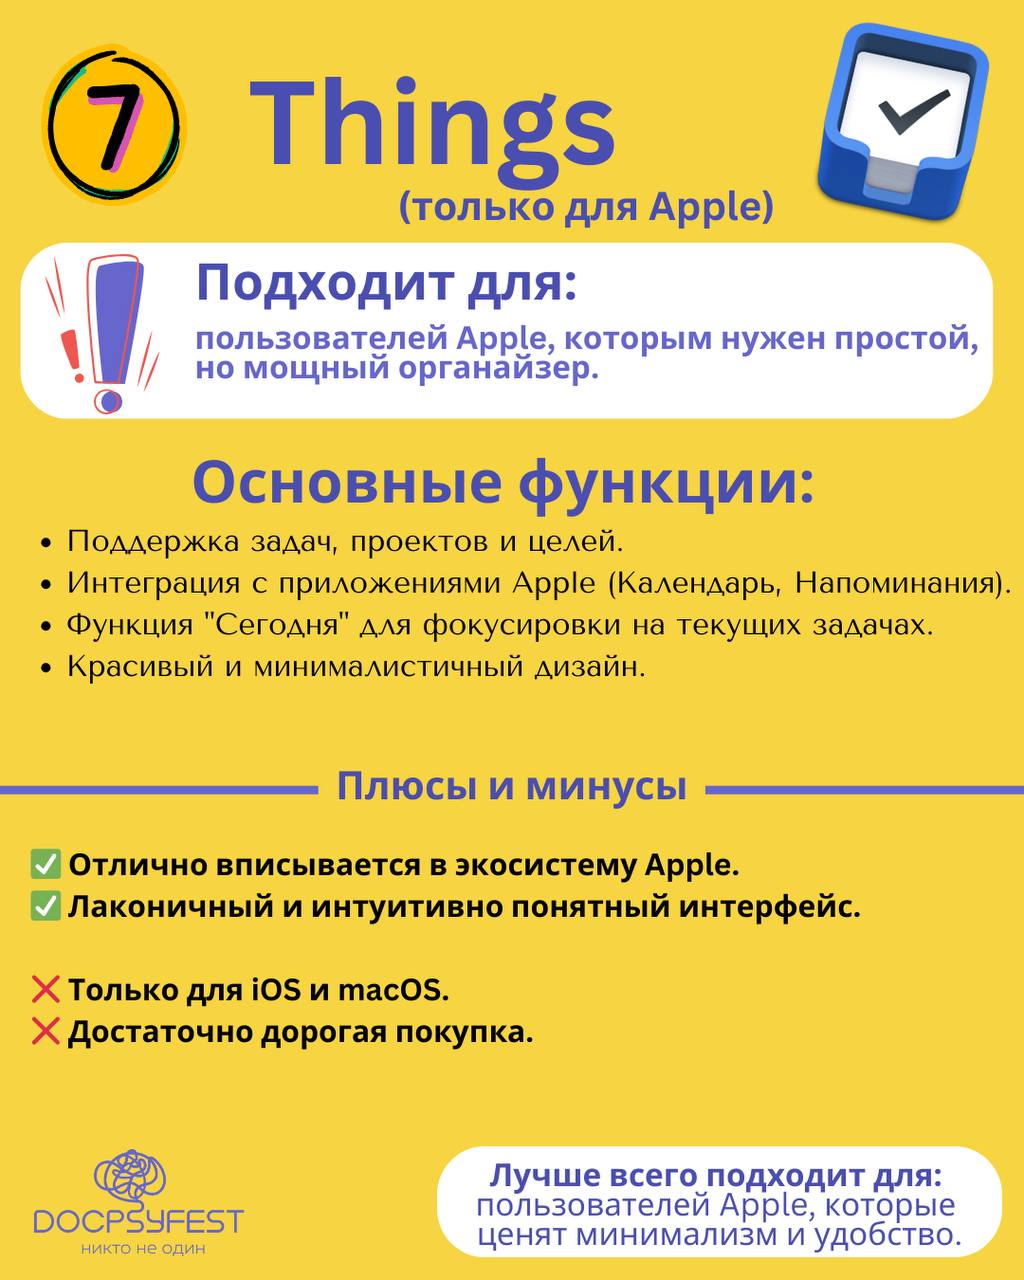 7
Things
(только для Apple)
Подходит для:
пользователей Apple, которым нужен простой,
но мощный органайзер.
Основные функции:
• Поддержка задач, проектов и целей.
• Интеграция с приложениями Apple (Календарь, Напоминания).
• Функция "Сегодня" для фокусировки на текущих задачах.
• Красивый и минималистичный дизайн.
Плюсы и минусы
✅ Отлично вписывается в экосистему Apple.
✅ Лаконичный и интуитивно понятный интерфейс.
❌ Только для iOS и macOS.
❌ Достаточно дорогая покупка.
DOCPSYFEST
никто не один
Лучше всего подходит для:
пользователей Apple, которые
ценят минимализм и удобство.